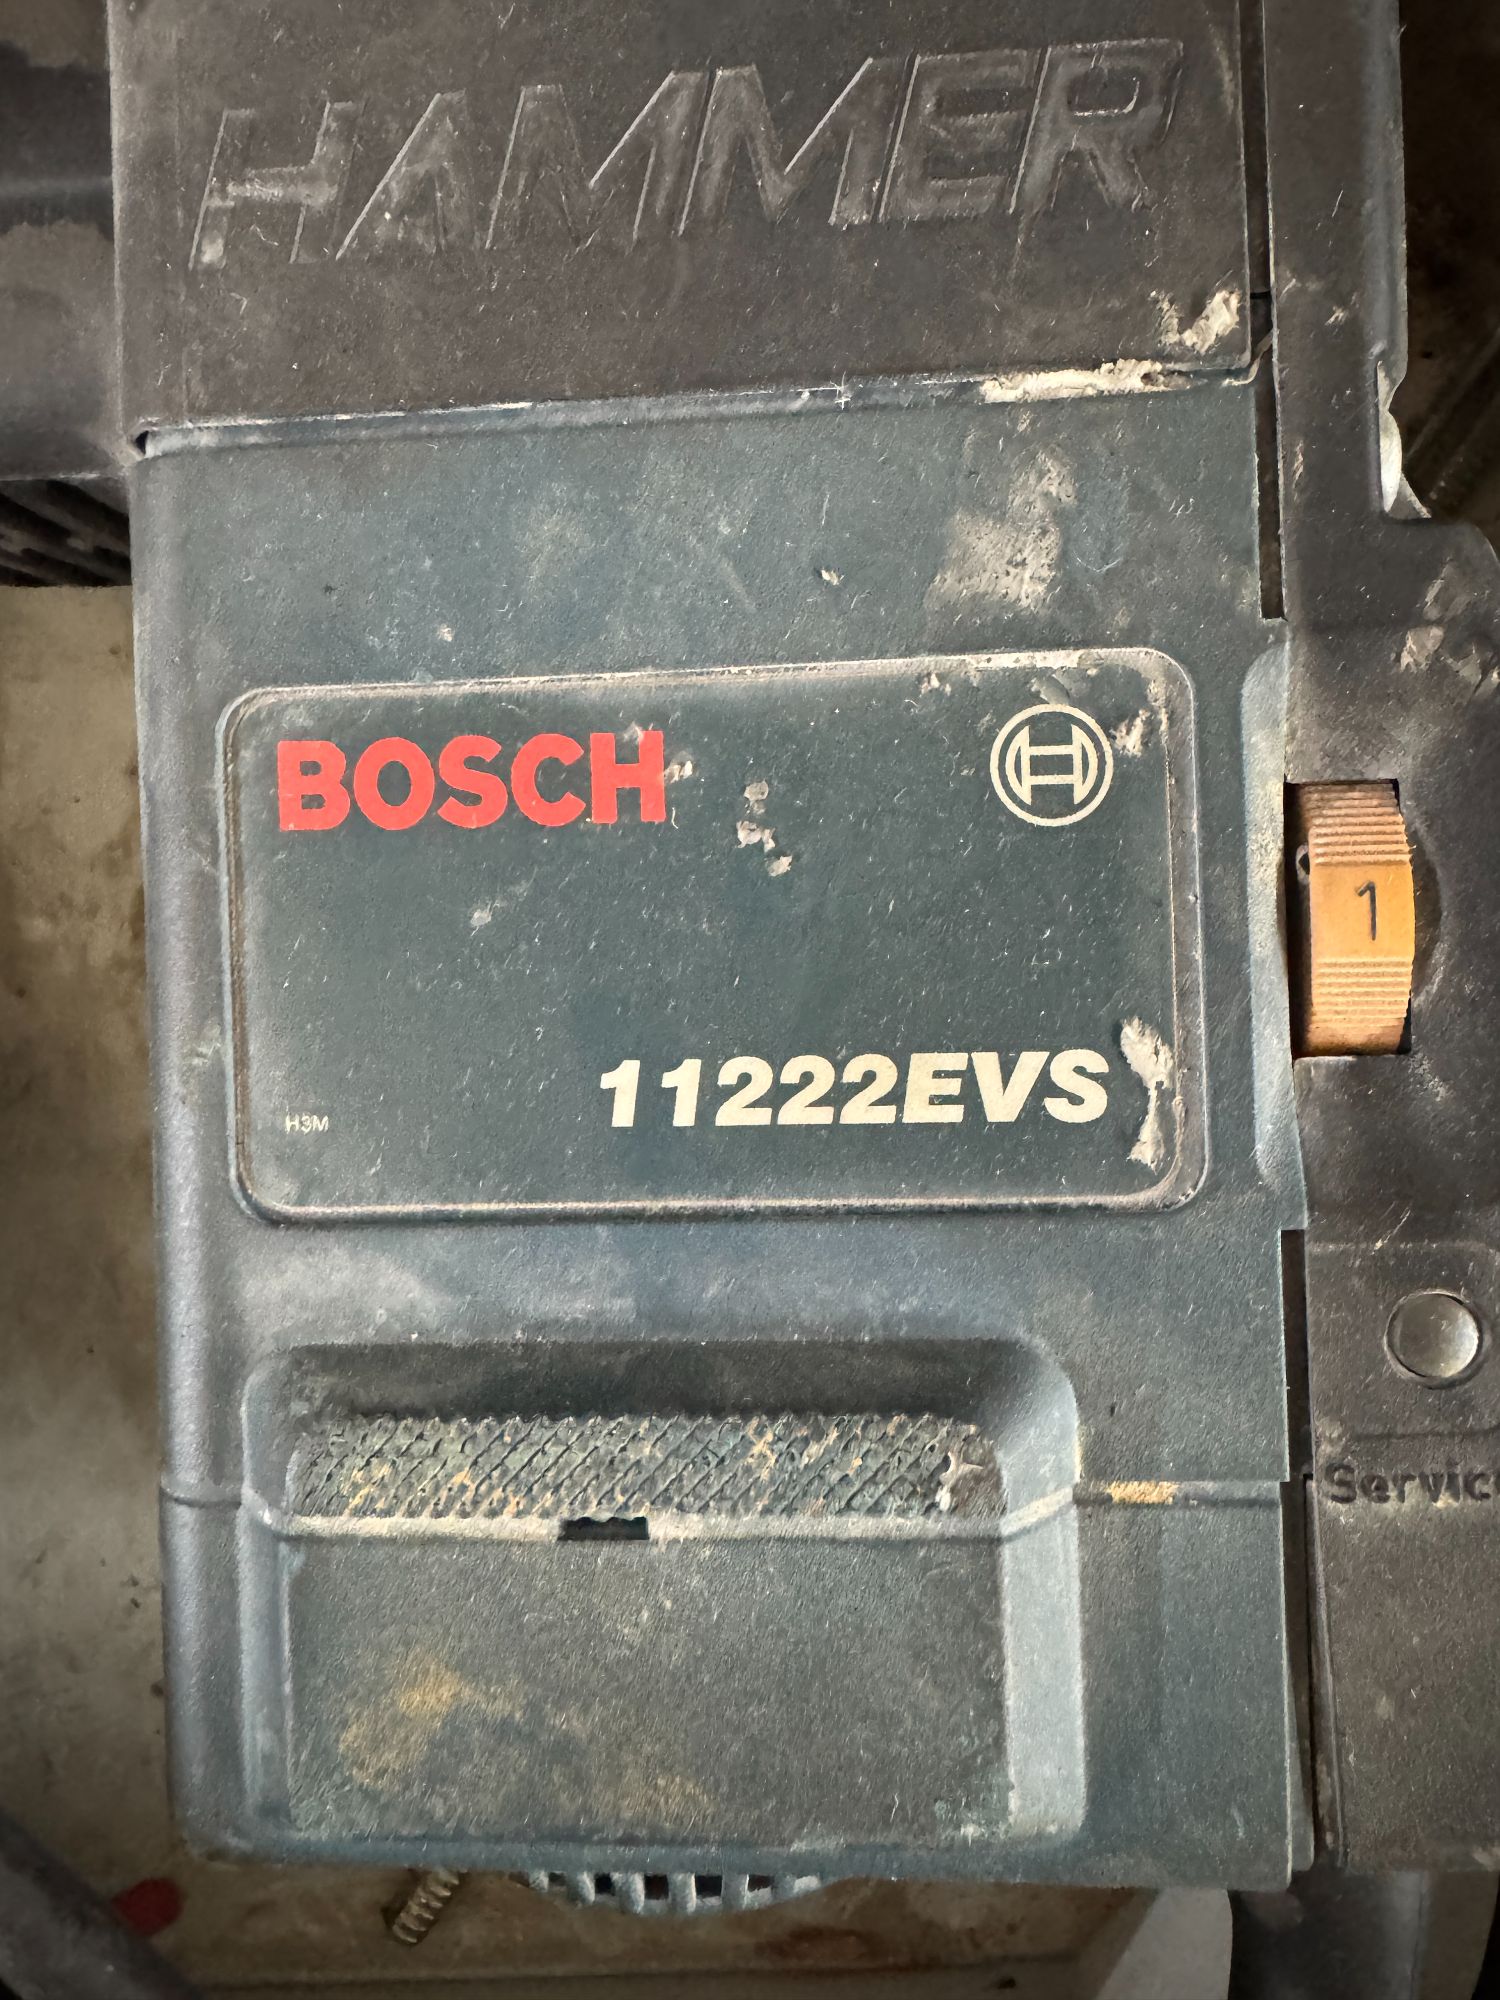 HAMMER
BOSCH
1
11222EVS
H3M
Servic